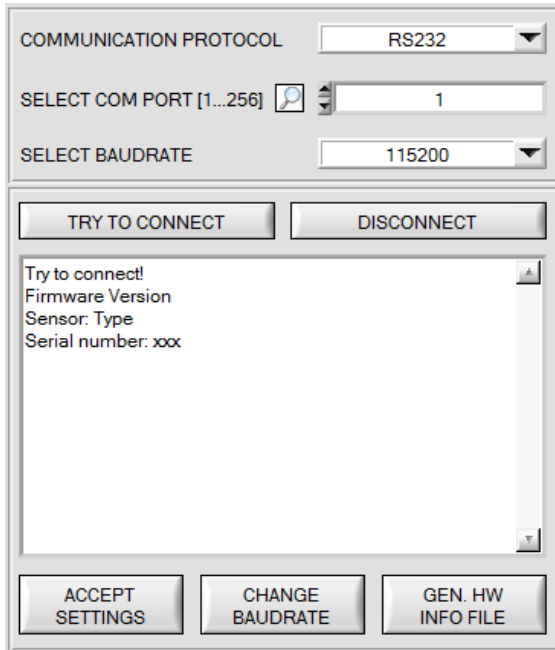 COMMUNICATION PROTOCOL RS232
SELECT COM PORT [1...256] 1
SELECT BAUDRATE 115200
TRY TO CONNECT DISCONNECT
Try to connect!
Firmware Version
Sensor: Type
Serial number: xxx
ACCEPT SETTINGS
CHANGE BAUDRATE
GEN. HW INFO FILE